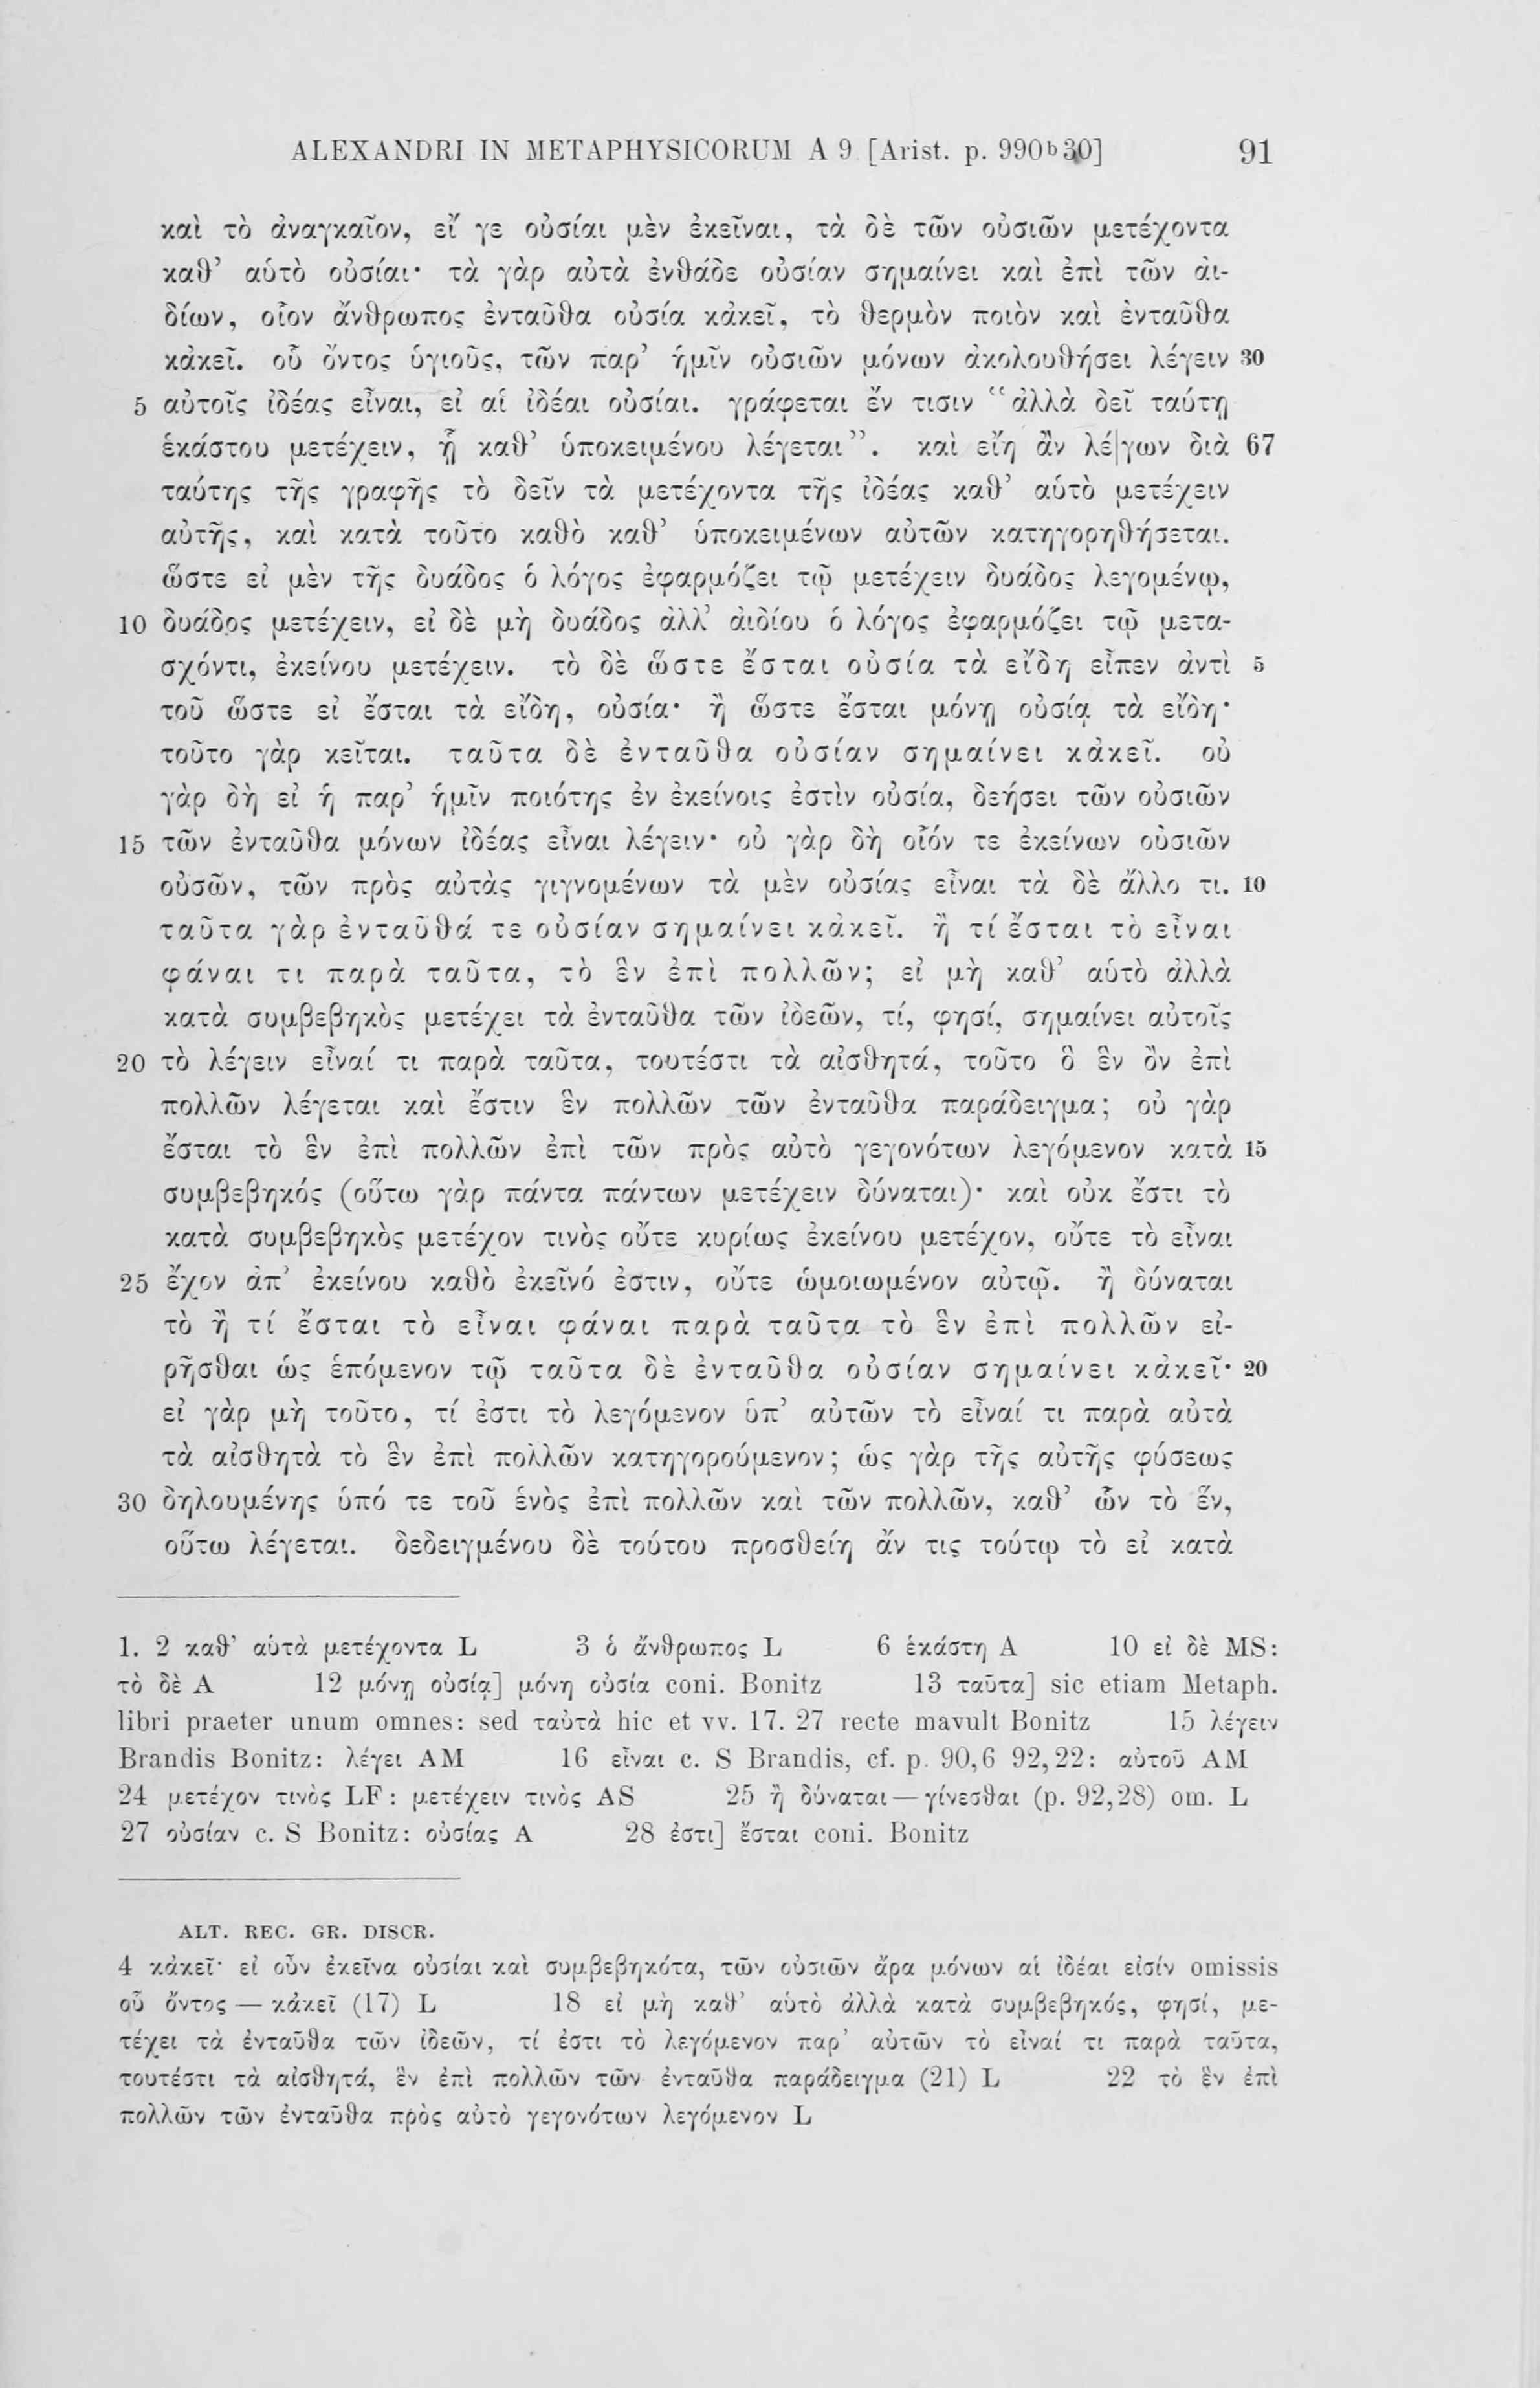 ALEXANDRI IN METAPHYSICORUM A 9 [Arist. p. 990b30] 91
καὶ τὸ ἀναγκαῖον, εἴ γε οὐσίαι μὲν ἐκεῖναι, τὰ δὲ τῶν οὐσιῶν μετέχοντα
καθ’ αὑτὸ οὐσίαι· τὰ γὰρ αὐτὰ ἐνθάδε οὐσίαν σημαίνει καὶ ἐπὶ τῶν ἀι-
δίων, οἷον ἄνθρωπος ἐνταῦθα οὐσία κἀκεῖ, τὸ θερμὸν ποιὸν καὶ ἐνταῦθα
κἀκεῖ. οὗ ὄντος ὑγιοῦς, τῶν παρ’ ἡμῖν οὐσιῶν μόνων ἀκολουθήσει λέγειν 30
5 αὐτοῖς ἰδέας εἶναι, εἰ αἱ ἰδέαι οὐσίαι. γράφεται ἔν τισιν “ἀλλὰ δεῖ ταύτῃ
ἑκάστου μετέχειν, ᾗ καθ’ ὑποκειμένου λέγεται”. καὶ εἴη ἂν λέ|γων διὰ 67
ταύτης τῆς γραφῆς τὸ δεῖν τὰ μετέχοντα τῆς ἰδέας καθ’ αὑτὸ μετέχειν
αὐτῆς, καὶ κατὰ τοῦτο καθὸ καθ’ ὑποκειμένων αὐτῶν κατηγορηθήσεται.
ὥστε εἰ μὲν τῆς δυάδος ὁ λόγος ἐφαρμόζει τῷ μετέχειν δυάδος λεγομένῳ,
10 δυάδος μετέχειν, εἰ δὲ μὴ δυάδος ἀλλ’ ἀιδίου ὁ λόγος ἐφαρμόζει τῷ μετα-
σχόντι, ἐκείνου μετέχειν. τὸ δὲ ὥστε ἔσται οὐσία τὰ εἴδη εἶπεν ἀντὶ 5
τοῦ ὥστε εἰ ἔσται τὰ εἴδη, οὐσία· ἢ ὥστε ἔσται μόνῃ οὐσίᾳ τὰ εἴδη·
τοῦτο γὰρ κεῖται. ταῦτα δὲ ἐνταῦθα οὐσίαν σημαίνει κἀκεῖ. οὐ
γὰρ δὴ εἰ ἡ παρ’ ἡμῖν ποιότης ἐν ἐκείνοις ἐστὶν οὐσία, δεήσει τῶν οὐσιῶν
15 τῶν ἐνταῦθα μόνων ἰδέας εἶναι λέγειν· οὐ γὰρ δὴ οἷόν τε ἐκείνων οὐσιῶν
οὐσῶν, τῶν πρὸς αὐτὰς γιγνομένων τὰ μὲν οὐσίας εἶναι τὰ δὲ ἄλλο τι. 10
ταῦτα γὰρ ἐνταῦθά τε οὐσίαν σημαίνει κἀκεῖ. ἢ τί ἔσται τὸ εἶναι
φάναι τι παρὰ ταῦτα, τὸ ἓν ἐπὶ πολλῶν; εἰ μὴ καθ’ αὑτὸ ἀλλὰ
κατὰ συμβεβηκὸς μετέχει τὰ ἐνταῦθα τῶν ἰδεῶν, τί, φησί, σημαίνει αὐτοῖς
20 τὸ λέγειν εἶναί τι παρὰ ταῦτα, τουτέστι τὰ αἰσθητά, τοῦτο ὃ ἓν ὂν ἐπὶ
πολλῶν λέγεται καὶ ἔστιν ἓν πολλῶν τῶν ἐνταῦθα παράδειγμα; οὐ γὰρ
ἔσται τὸ ἓν ἐπὶ πολλῶν ἐπὶ τῶν πρὸς αὐτὸ γεγονότων λεγόμενον κατὰ 15
συμβεβηκός (οὕτω γὰρ πάντα πάντων μετέχειν δύναται)· καὶ οὐκ ἔστι τὸ
κατὰ συμβεβηκὸς μετέχον τινὸς οὔτε κυρίως ἐκείνου μετέχον, οὔτε τὸ εἶναι
25 ἔχον ἀπ’ ἐκείνου καθὸ ἐκεῖνό ἐστιν, οὔτε ὡμοιωμένον αὐτῷ. ἢ δύναται
τὸ ἢ τί ἔσται τὸ εἶναι φάναι παρὰ ταῦτα τὸ ἓν ἐπὶ πολλῶν εἰ-
ρῆσθαι ὡς ἑπόμενον τῷ ταῦτα δὲ ἐνταῦθα οὐσίαν σημαίνει κἀκεῖ· 20
εἰ γὰρ μὴ τοῦτο, τί ἐστι τὸ λεγόμενον ὑπ’ αὐτῶν τὸ εἶναί τι παρὰ αὐτὰ
τὰ αἰσθητὰ τὸ ἓν ἐπὶ πολλῶν κατηγορούμενον; ὡς γὰρ τῆς αὐτῆς φύσεως
30 δηλουμένης ὑπό τε τοῦ ἑνὸς ἐπὶ πολλῶν καὶ τῶν πολλῶν, καθ’ ὧν τὸ ἕν,
οὕτω λέγεται. δεδειγμένου δὲ τούτου προσθείη ἄν τις τούτῳ τὸ εἰ κατὰ
1. 2 καθ’ αὑτὰ μετέχοντα L 3 ὁ ἄνθρωπος L 6 ἑκάστη A 10 εἰ δὲ MS:
τὸ δὲ A 12 μόνῃ οὐσίᾳ] μόνη οὐσία coni. Bonitz 13 ταῦτα] sic etiam Metaph.
libri praeter unum omnes: sed ταὐτὰ hic et vv. 17. 27 recte mavult Bonitz 15 λέγειν
Brandis Bonitz: λέγει AM 16 εἶναι c. S Brandis, cf. p. 90,6 92,22: αὐτοῦ AM
24 μετέχον τινὸς LF: μετέχειν τινὸς AS 25 ἢ δύναται — γίνεσθαι (p. 92,28) om. L
27 οὐσίαν c. S Bonitz: οὐσίας A 28 ἐστι] ἔσται coni. Bonitz
ALT. REC. GR. DISCR.
4 κἀκεῖ· εἰ οὖν ἐκεῖνα οὐσίαι καὶ συμβεβηκότα, τῶν οὐσιῶν ἄρα μόνων αἱ ἰδέαι εἰσίν omissis
οὗ ὄντος — κἀκεῖ (17) L 18 εἰ μὴ καθ’ αὑτὸ ἀλλὰ κατὰ συμβεβηκός, φησί, με-
τέχει τὰ ἐνταῦθα τῶν ἰδεῶν, τί ἐστι τὸ λεγόμενον παρ’ αὐτῶν τὸ εἶναί τι παρὰ ταῦτα,
τουτέστι τὰ αἰσθητά, ἓν ἐπὶ πολλῶν τῶν ἐνταῦθα παράδειγμα (21) L 22 τὸ ἓν ἐπὶ
πολλῶν τῶν ἐνταῦθα πρὸς αὐτὸ γεγονότων λεγόμενον L